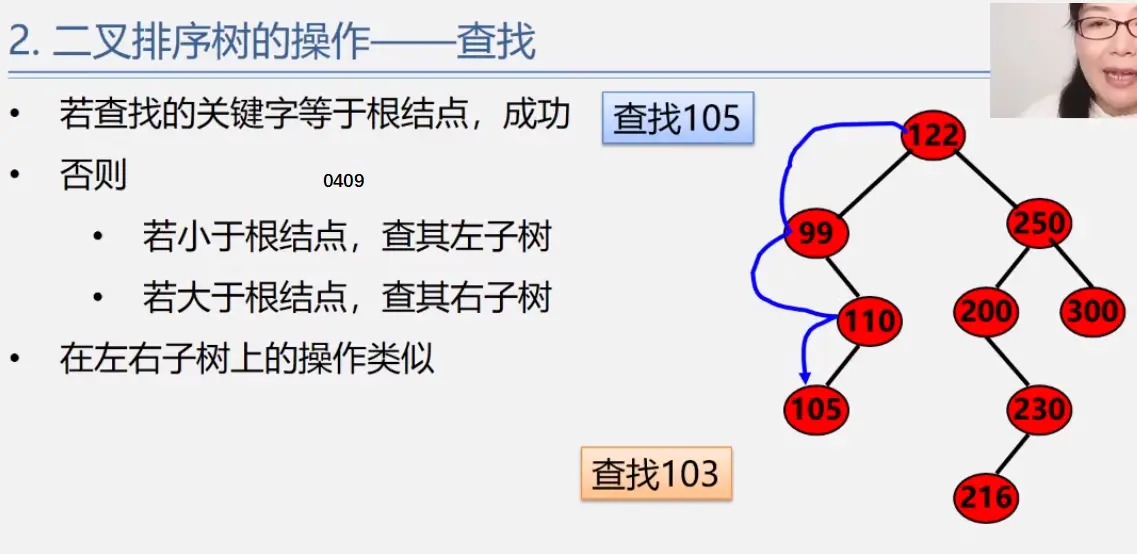 2. 二叉排序树的操作——查找
• 若查找的关键字等于根结点，成功
• 否则
0409
• 若小于根结点，查其左子树
• 若大于根结点，查其右子树
• 在左右子树上的操作类似
查找105
122
99
250
110
200
300
105
230
查找103
216